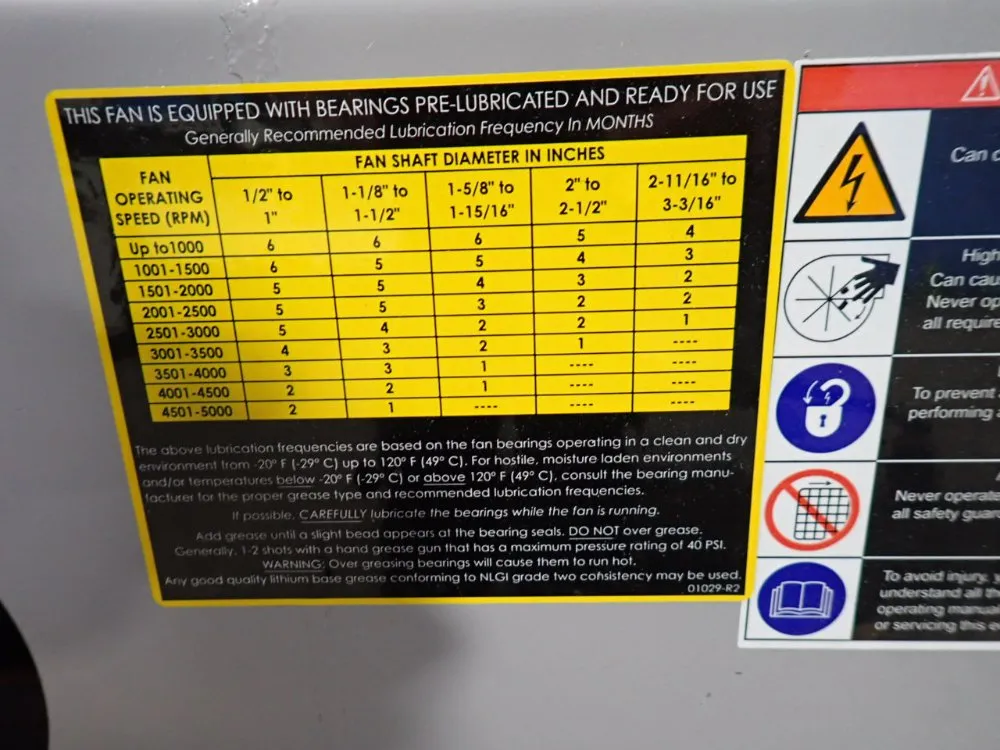 THIS FAN IS EQUIPPED WITH BEARINGS PRE-LUBRICATED AND READY FOR USE
Generally Recommended Lubrication Frequency In MONTHS
FAN OPERATING SPEED (RPM)
FAN SHAFT DIAMETER IN INCHES
1/2" to 1" 1-1/8" to 1-1/2" 1-5/8" to 1-15/16" 2" to 2-1/2" 2-11/16" to 3-3/16"
Up to1000 6 6 6 5 4
1001-1500 6 5 5 4 3
1501-2000 5 5 4 3 2
2001-2500 5 5 3 2 2
2501-3000 5 4 2 2 1
3001-3500 4 3 2 1 ----
3501-4000 3 3 1 ---- ----
4001-4500 2 2 1 ---- ----
4501-5000 2 1 ---- ---- ----
The above lubrication frequencies are based on the fan bearings operating in a clean and dry
environment from -20° F (-29° C) up to 120° F (49° C). For hostile, moisture laden environments
and/or temperatures below -20° F (-29° C) or above 120° F (49° C), consult the bearing manu-
facturer for the proper grease type and recommended lubrication frequencies.
If possible, CAREFULLY lubricate the bearings while the fan is running.
Add grease until a slight bead appears at the bearing seals. DO NOT over grease.
Generally, 1-2 shots with a hand grease gun that has a maximum pressure rating of 40 PSI.
WARNING: Over greasing bearings will cause them to run hot.
Any good quality lithium base grease conforming to NLGI grade two consistency may be used.
01029-R2
Can
High
Can cau
Never op
all require
To prevent
performing
Never operate
all safety guar
To avoid injury,
understand all th
operating manua
or servicing this e